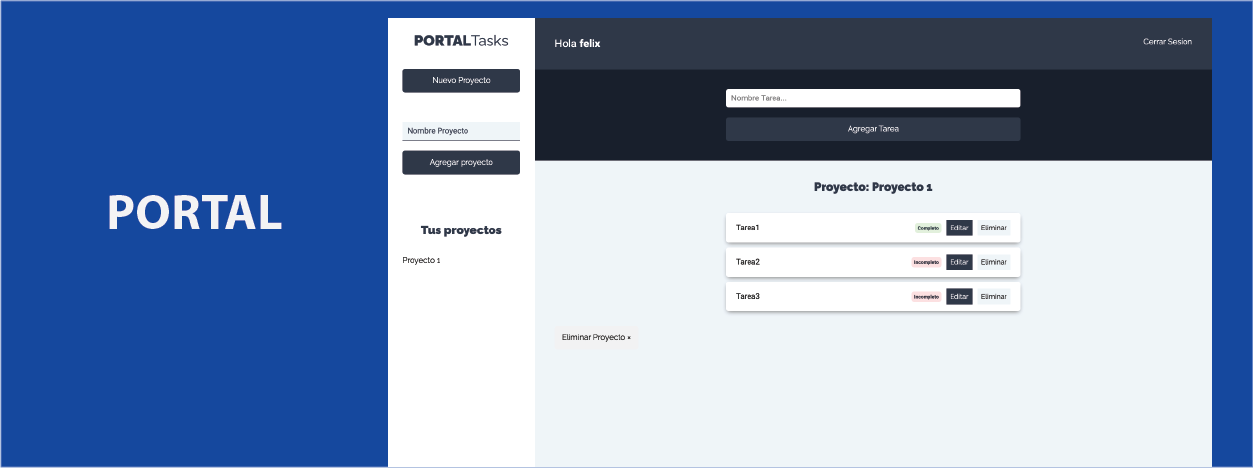 PORTAL
PORTALTasks
Nuevo Proyecto
Nombre Proyecto
Agregar proyecto
Tus proyectos
Proyecto 1
Hola felix
Cerrar Sesion
Nombre Tarea...
Agregar Tarea
Proyecto: Proyecto 1
Tarea1 Completo Editar Eliminar
Tarea2 Incompleto Editar Eliminar
Tarea3 Incompleto Editar Eliminar
Eliminar Proyecto ×